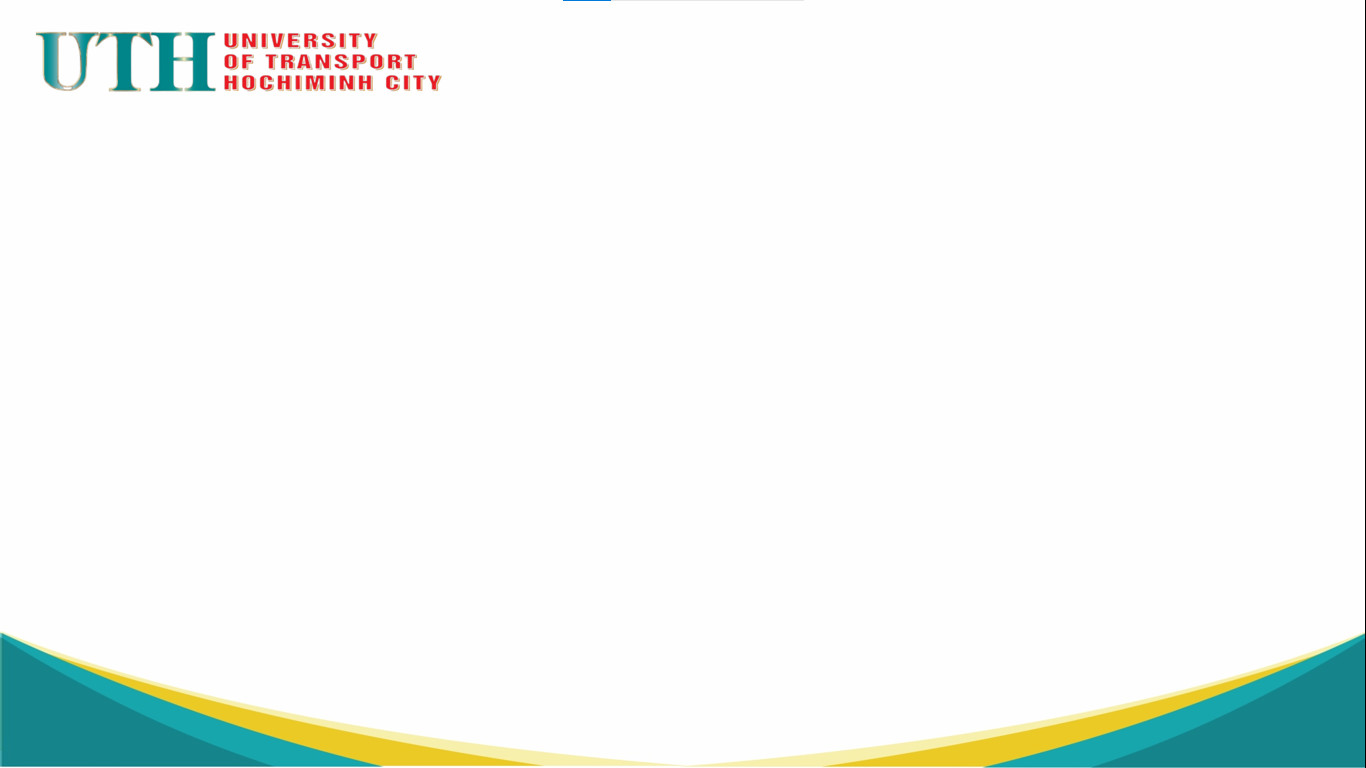 UTH
UNIVERSITY
OF TRANSPORT
HOCHIMINH CITY